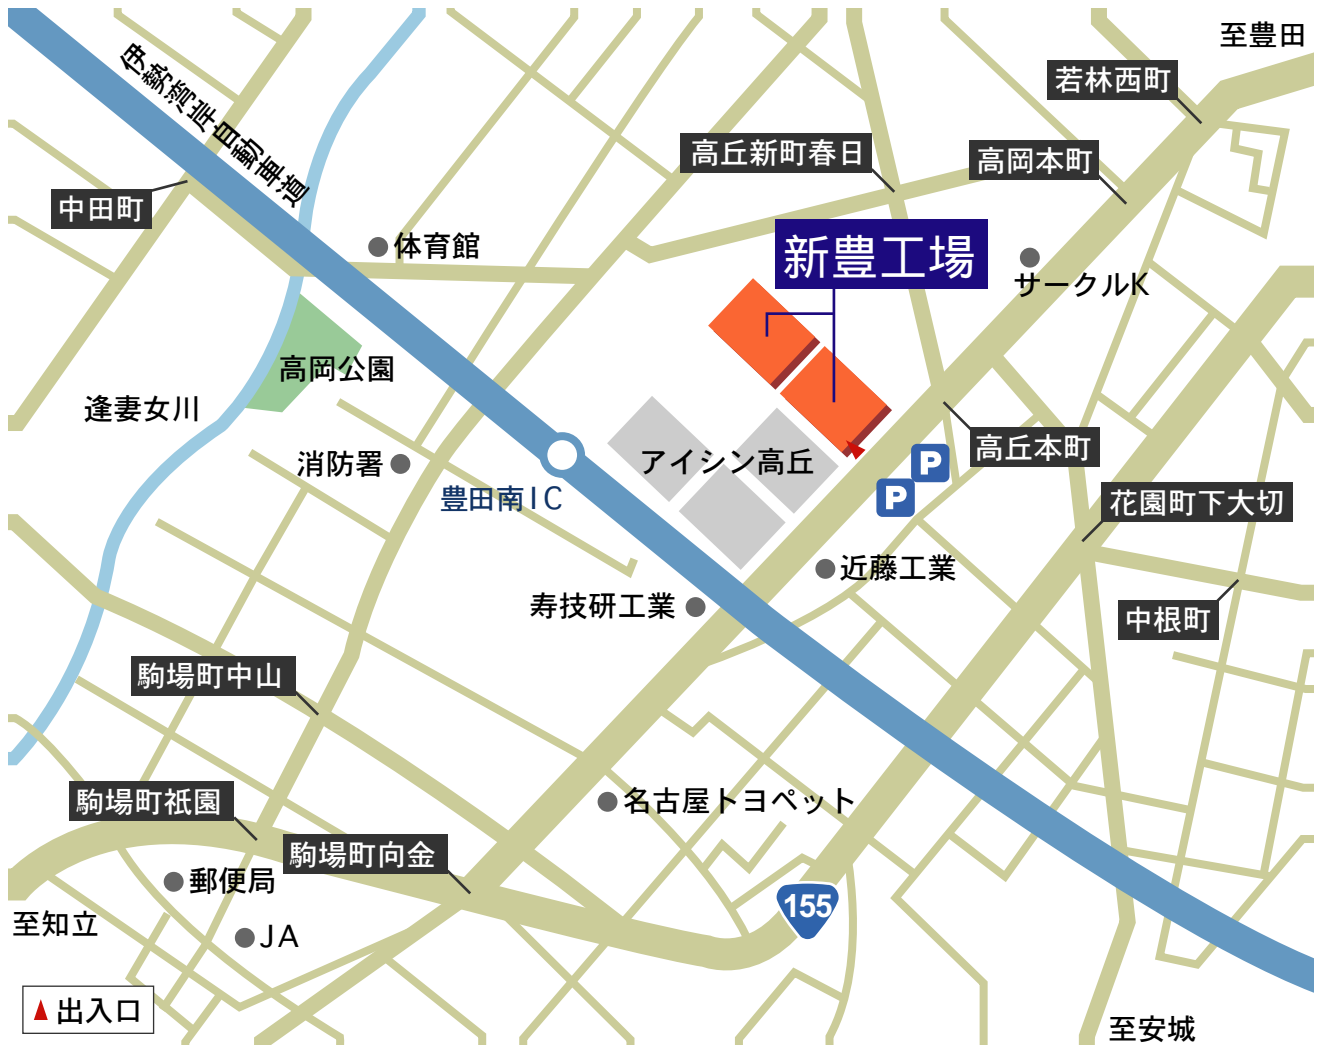 至豊田
伊勢湾岸自動車道
若林西町
高丘新町春日
高岡本町
中田町
体育館
新豊工場
サークルK
高岡公園
逢妻女川
消防署
アイシン高丘
高丘本町
P
豊田南IC
P
花園町下大切
近藤工業
寿技研工業
中根町
駒場町中山
駒場町祇園
名古屋トヨペット
駒場町向金
郵便局
155
至知立
JA
出入口
至安城